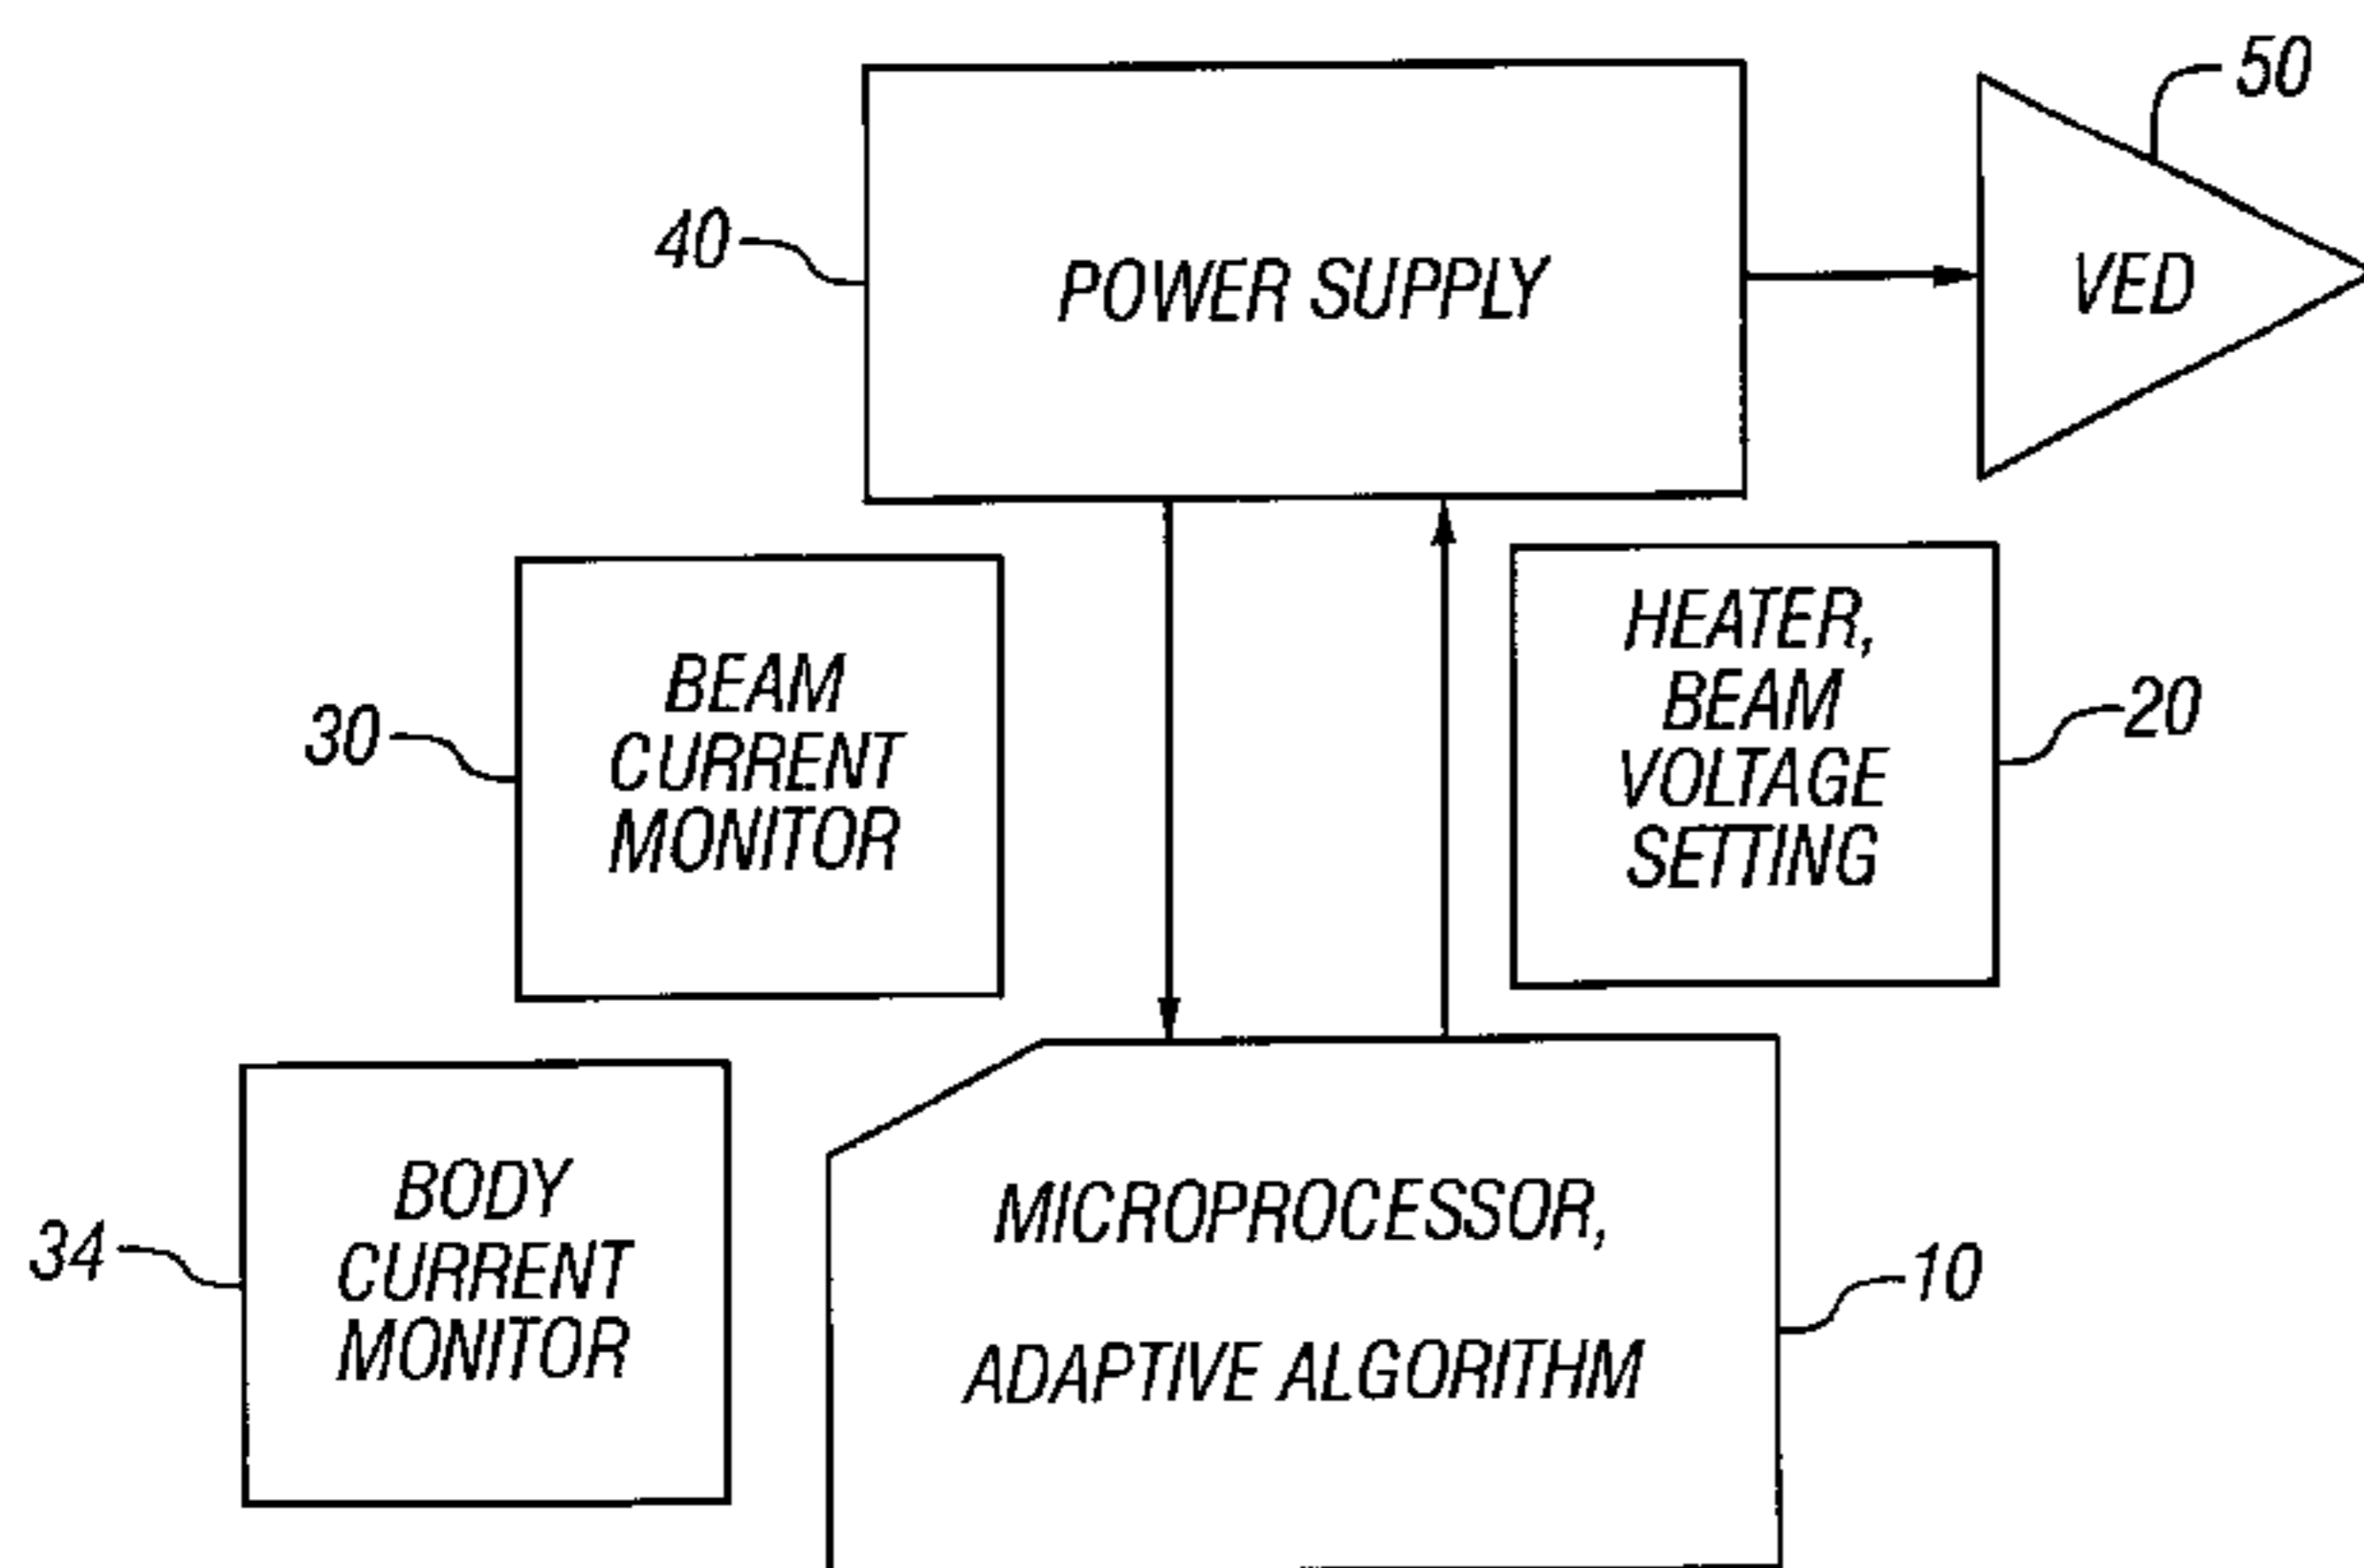 50
40
POWER SUPPLY
VED
30
BEAM
CURRENT
MONITOR
HEATER,
BEAM
VOLTAGE
SETTING
20
34
BODY
CURRENT
MONITOR
MICROPROCESSOR,
ADAPTIVE ALGORITHM
10